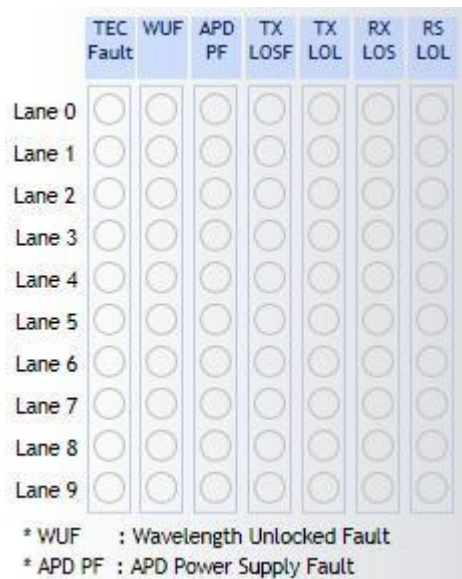 TEC WUF APD TX TX RX RS
Fault PF LOSF LOL LOS LOL
Lane 0
Lane 1
Lane 2
Lane 3
Lane 4
Lane 5
Lane 6
Lane 7
Lane 8
Lane 9
* WUF : Wavelength Unlocked Fault
* APD PF : APD Power Supply Fault